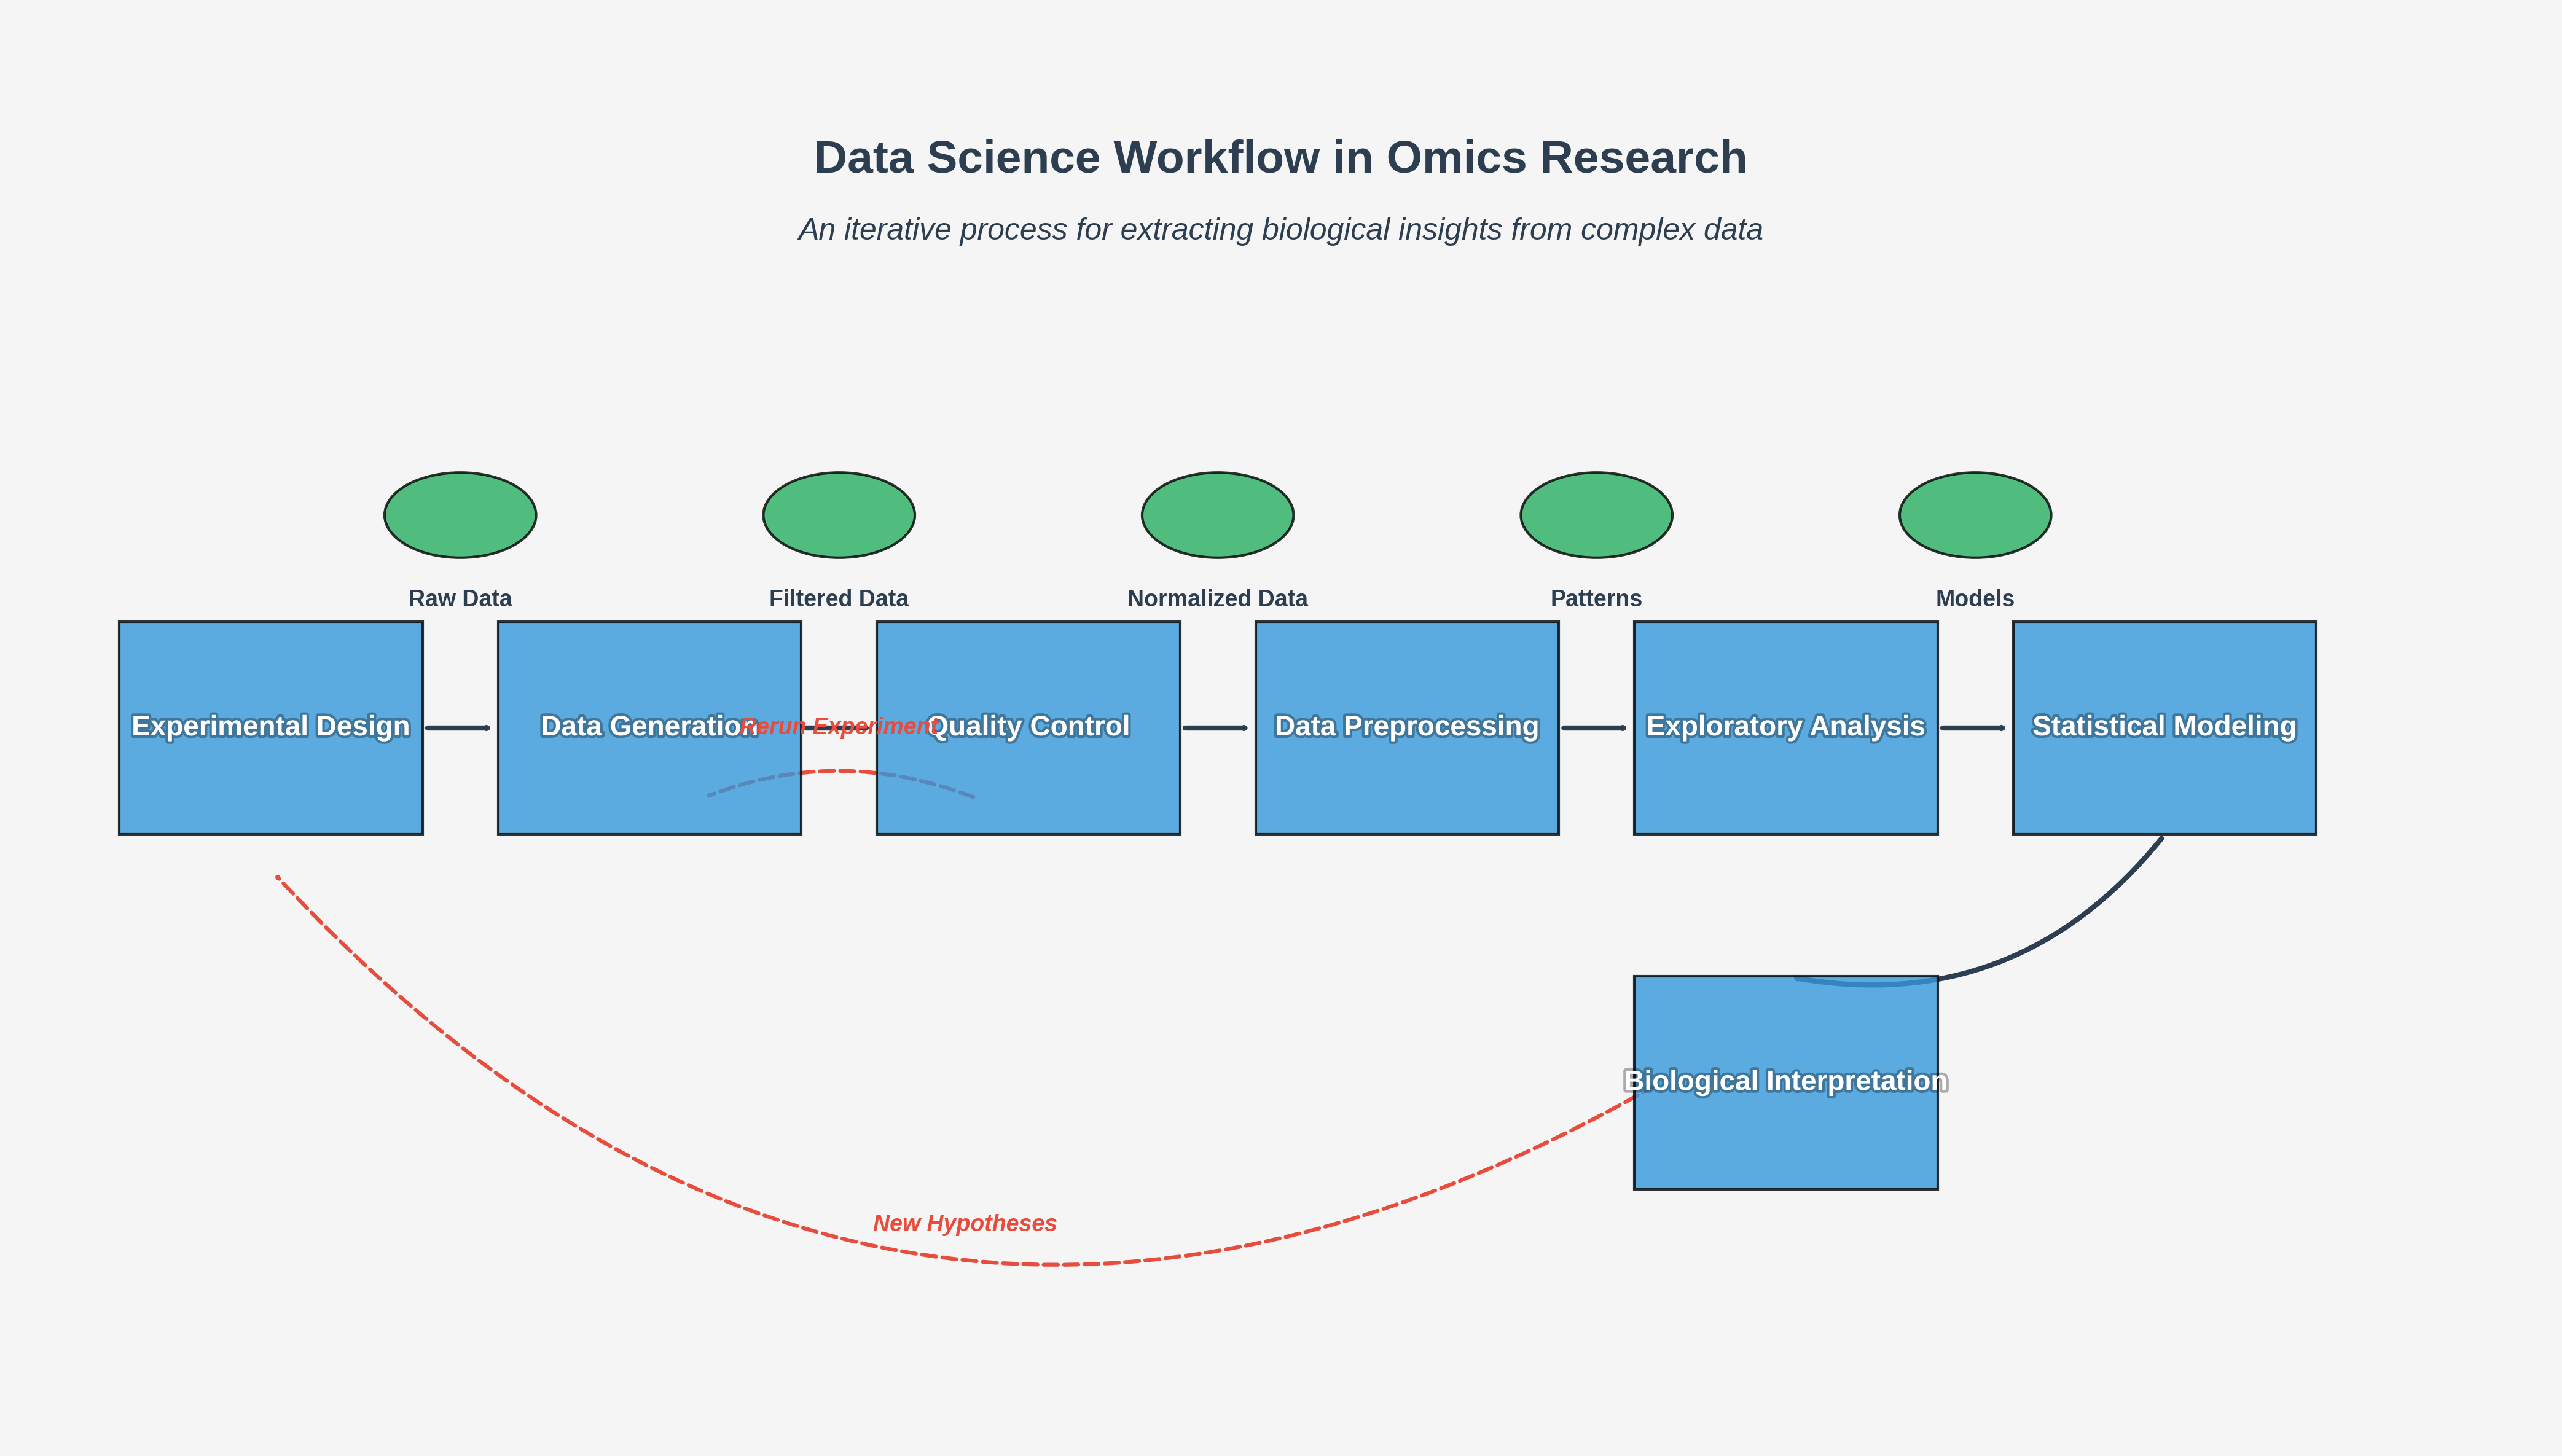 Data Science Workflow in Omics Research
An iterative process for extracting biological insights from complex data
Raw Data
Filtered Data
Normalized Data
Patterns
Models
Experimental Design
Data Generation
Rerun Experiment
Quality Control
Data Preprocessing
Exploratory Analysis
Statistical Modeling
Biological Interpretation
New Hypotheses